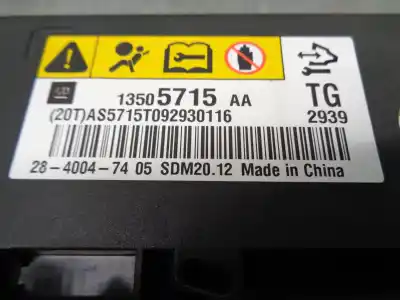 13505715 AA
TG
(20T)AS5715T092930116
2939
28-4004-74 05 SDM20.12 Made in China